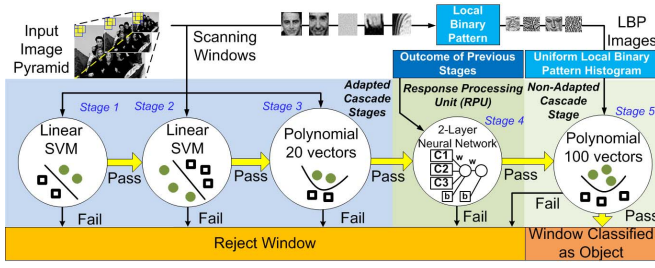 Input
Image
Pyramid
Scanning
Windows
Local
Binary
Pattern
LBP
Images
Outcome of Previous
Stages
Uniform Local Binary
Pattern Histogram
Adapted
Cascade
Stages
Response Processing
Unit (RPU)
Non-Adapted
Cascade
Stage
Stage 1
Stage 2
Stage 3
Stage 4
Stage 5
Linear
SVM
Linear
SVM
Polynomial
20 vectors
2-Layer
Neural Network
C1
C2
C3
w
w
b
b
Polynomial
100 vectors
Pass
Pass
Pass
Pass
Pass
Fail
Fail
Fail
Fail
Fail
Reject Window
Window Classified
as Object